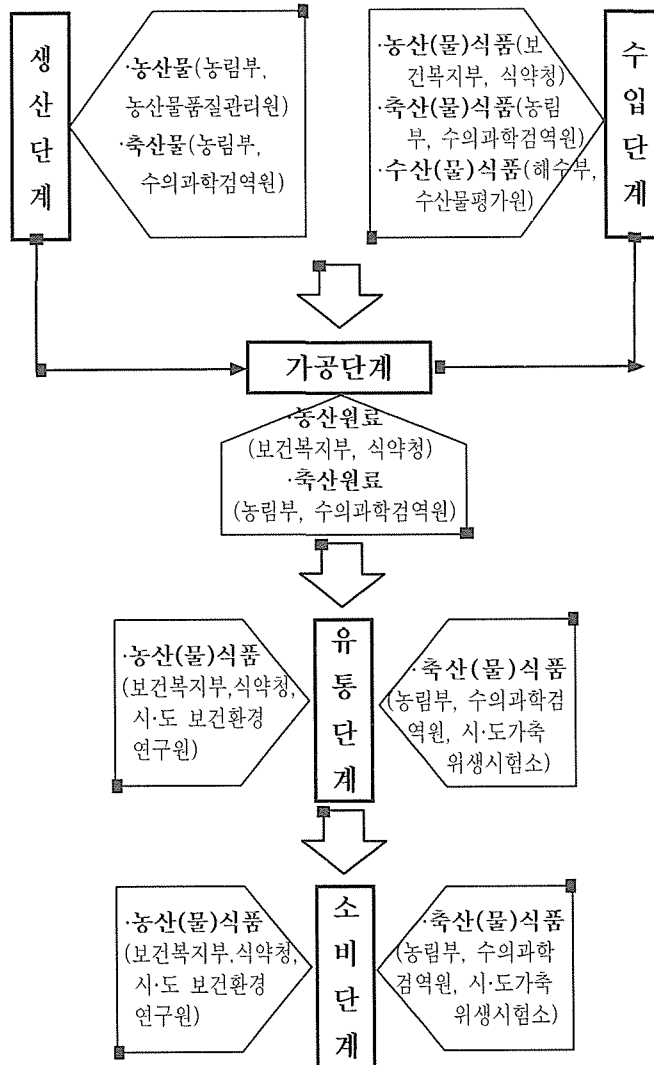 생산단계
·농산물(농림부,
농산물품질관리원)
·축산물(농림부,
수의과학검역원)
·농산(물)식품(보
건복지부, 식약청)
·축산(물)식품(농림
부, 수의과학검역원)
·수산(물)식품(해수부,
수산물평가원)
수입단계
가공단계
·농산원료
(보건복지부, 식약청)
·축산원료
(농림부, 수의과학검역원)
·농산(물)식품
(보건복지부,식약청,
시·도 보건환경
연구원)
유통단계
·축산(물)식품
(농림부, 수의과학검
역원, 시·도가축
위생시험소)
·농산(물)식품
(보건복지부,식약청,
시·도 보건환경
연구원)
소비단계
·축산(물)식품
(농림부, 수의과학
검역원, 시·도가축
위생시험소)